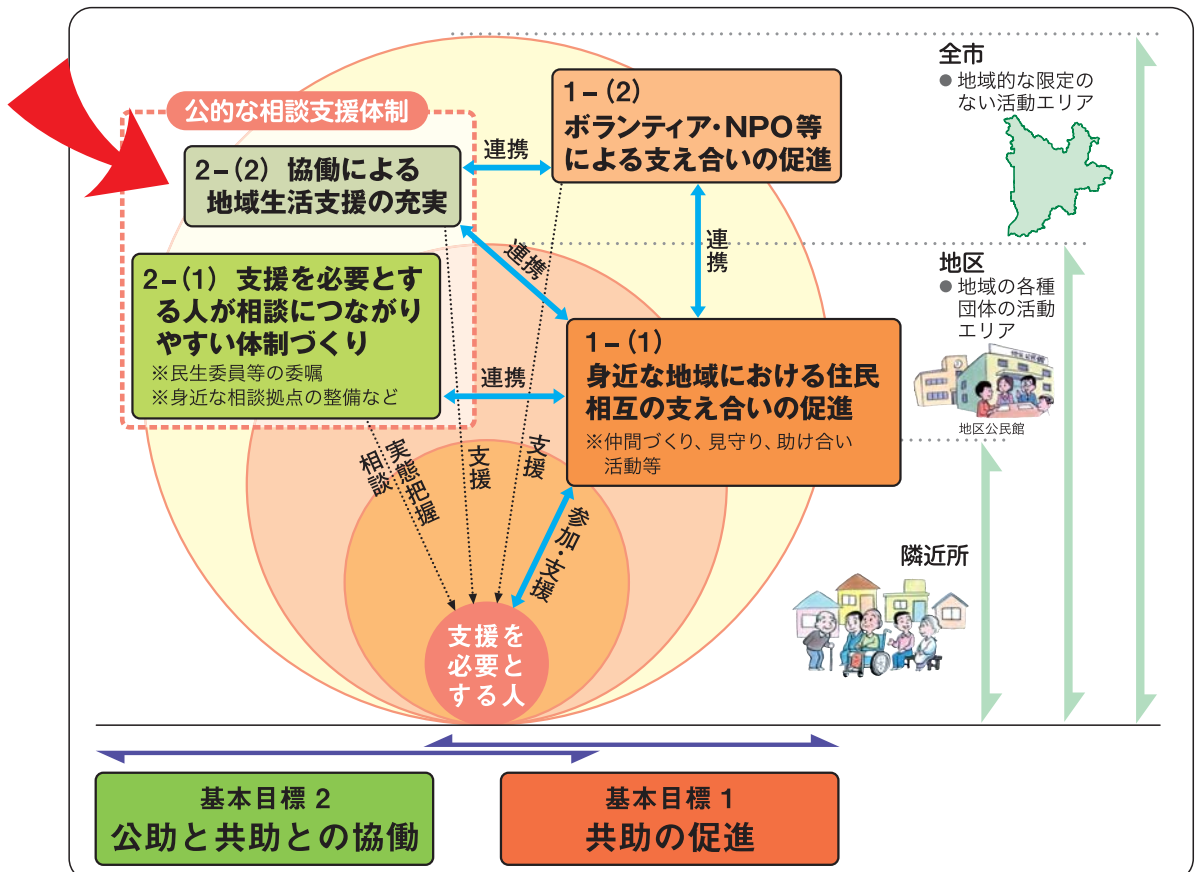 公的な相談支援体制
2-(2) 協働による
地域生活支援の充実
2-(1) 支援を必要とす
る人が相談につながり
やすい体制づくり
※民生委員等の委嘱
※身近な相談拠点の整備など
連携
1-(2)
ボランティア・NPO等
による支え合いの促進
連携
連携
連携
1-(1)
身近な地域における住民
相互の支え合いの促進
※仲間づくり、見守り、助け合い
活動等
実態把握
相談
支援
支援
参加・支援
支援を
必要と
する人
全市
● 地域的な限定の
ない活動エリア
地区
● 地域の各種
団体の活動
エリア
地区公民館
隣近所
基本目標 2
公助と共助との協働
基本目標 1
共助の促進